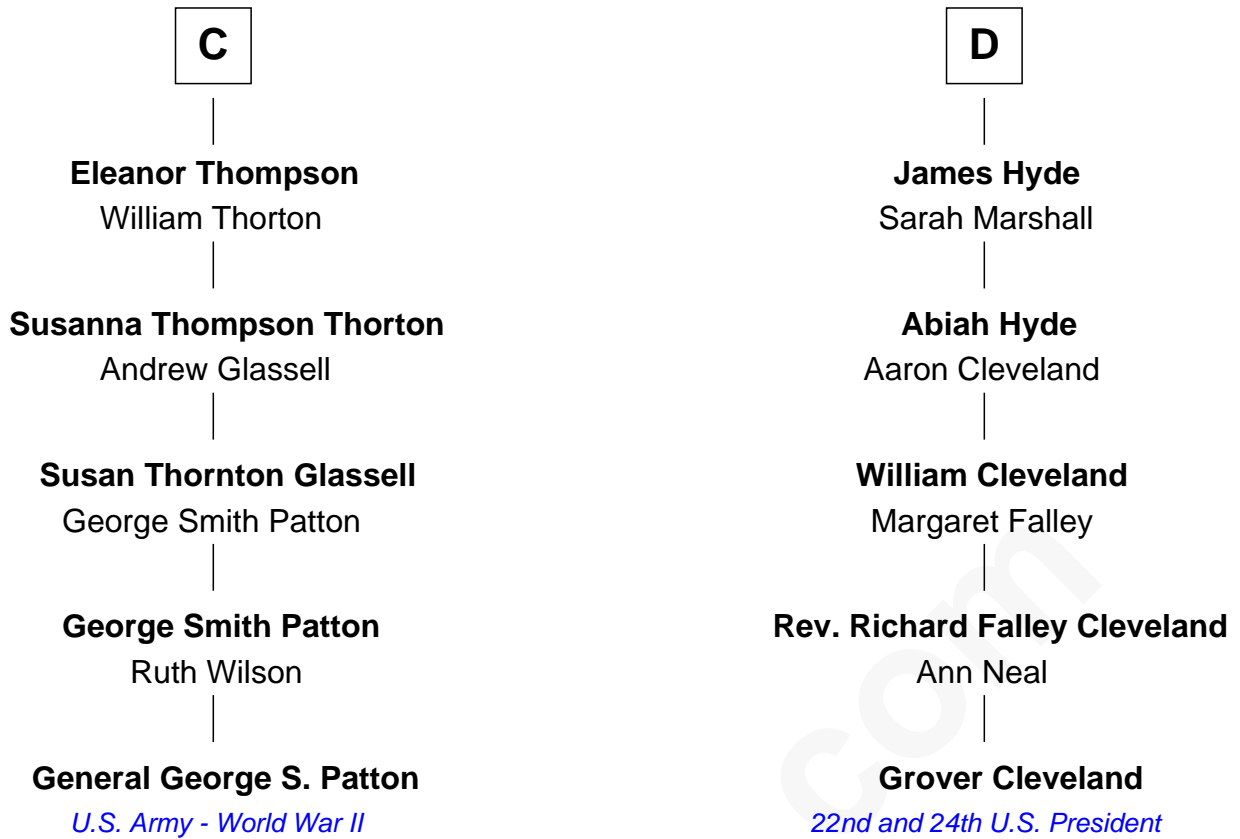 C
Eleanor Thompson
William Thorton
Susanna Thompson Thorton
Andrew Glassell
Susan Thornton Glassell
George Smith Patton
George Smith Patton
Ruth Wilson
General George S. Patton
U.S. Army - World War II
D
James Hyde
Sarah Marshall
Abiah Hyde
Aaron Cleveland
William Cleveland
Margaret Falley
Rev. Richard Falley Cleveland
Ann Neal
Grover Cleveland
22nd and 24th U.S. President
com